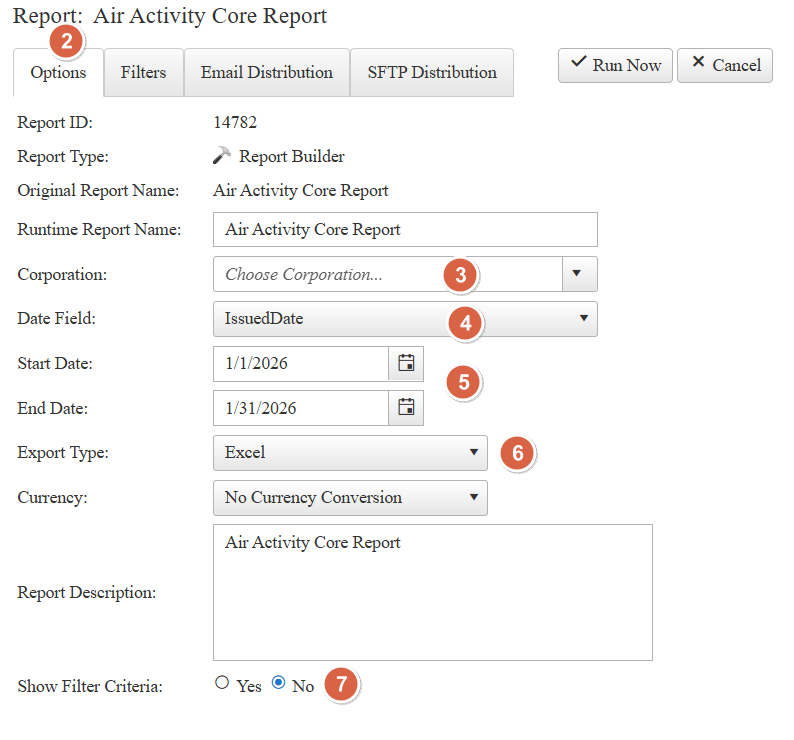 Report: Air Activity Core Report
2
Options Filters Email Distribution SFTP Distribution Run Now Cancel
Report ID: 14782
Report Type: Report Builder
Original Report Name: Air Activity Core Report
Runtime Report Name: Air Activity Core Report
Corporation: Choose Corporation... 3
Date Field: IssuedDate 4
Start Date: 1/1/2026
5
End Date: 1/31/2026
Export Type: Excel 6
Currency: No Currency Conversion
Air Activity Core Report
Report Description:
Show Filter Criteria: Yes No 7